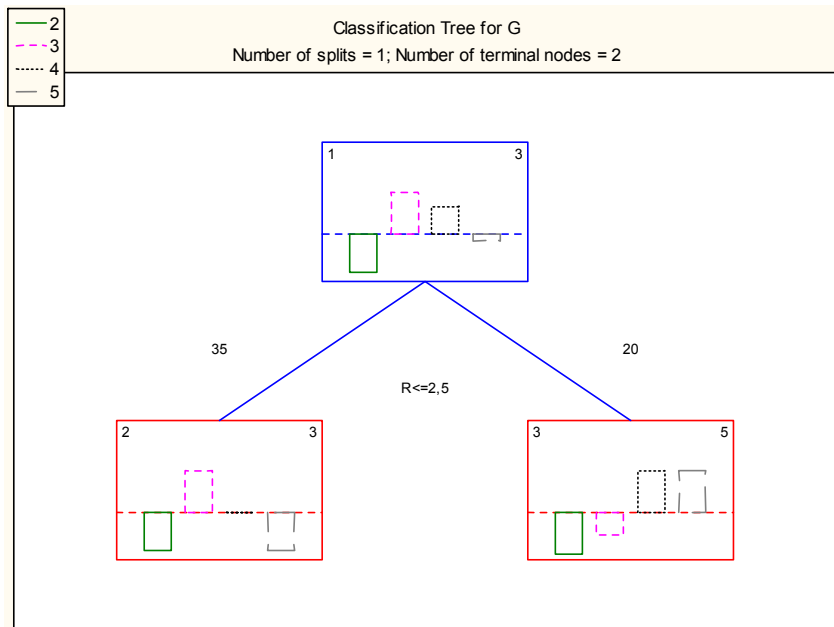 2
3
4
5
Classification Tree for G
Number of splits = 1; Number of terminal nodes = 2
1 3
35 20
R<=2,5
2 3
3 5